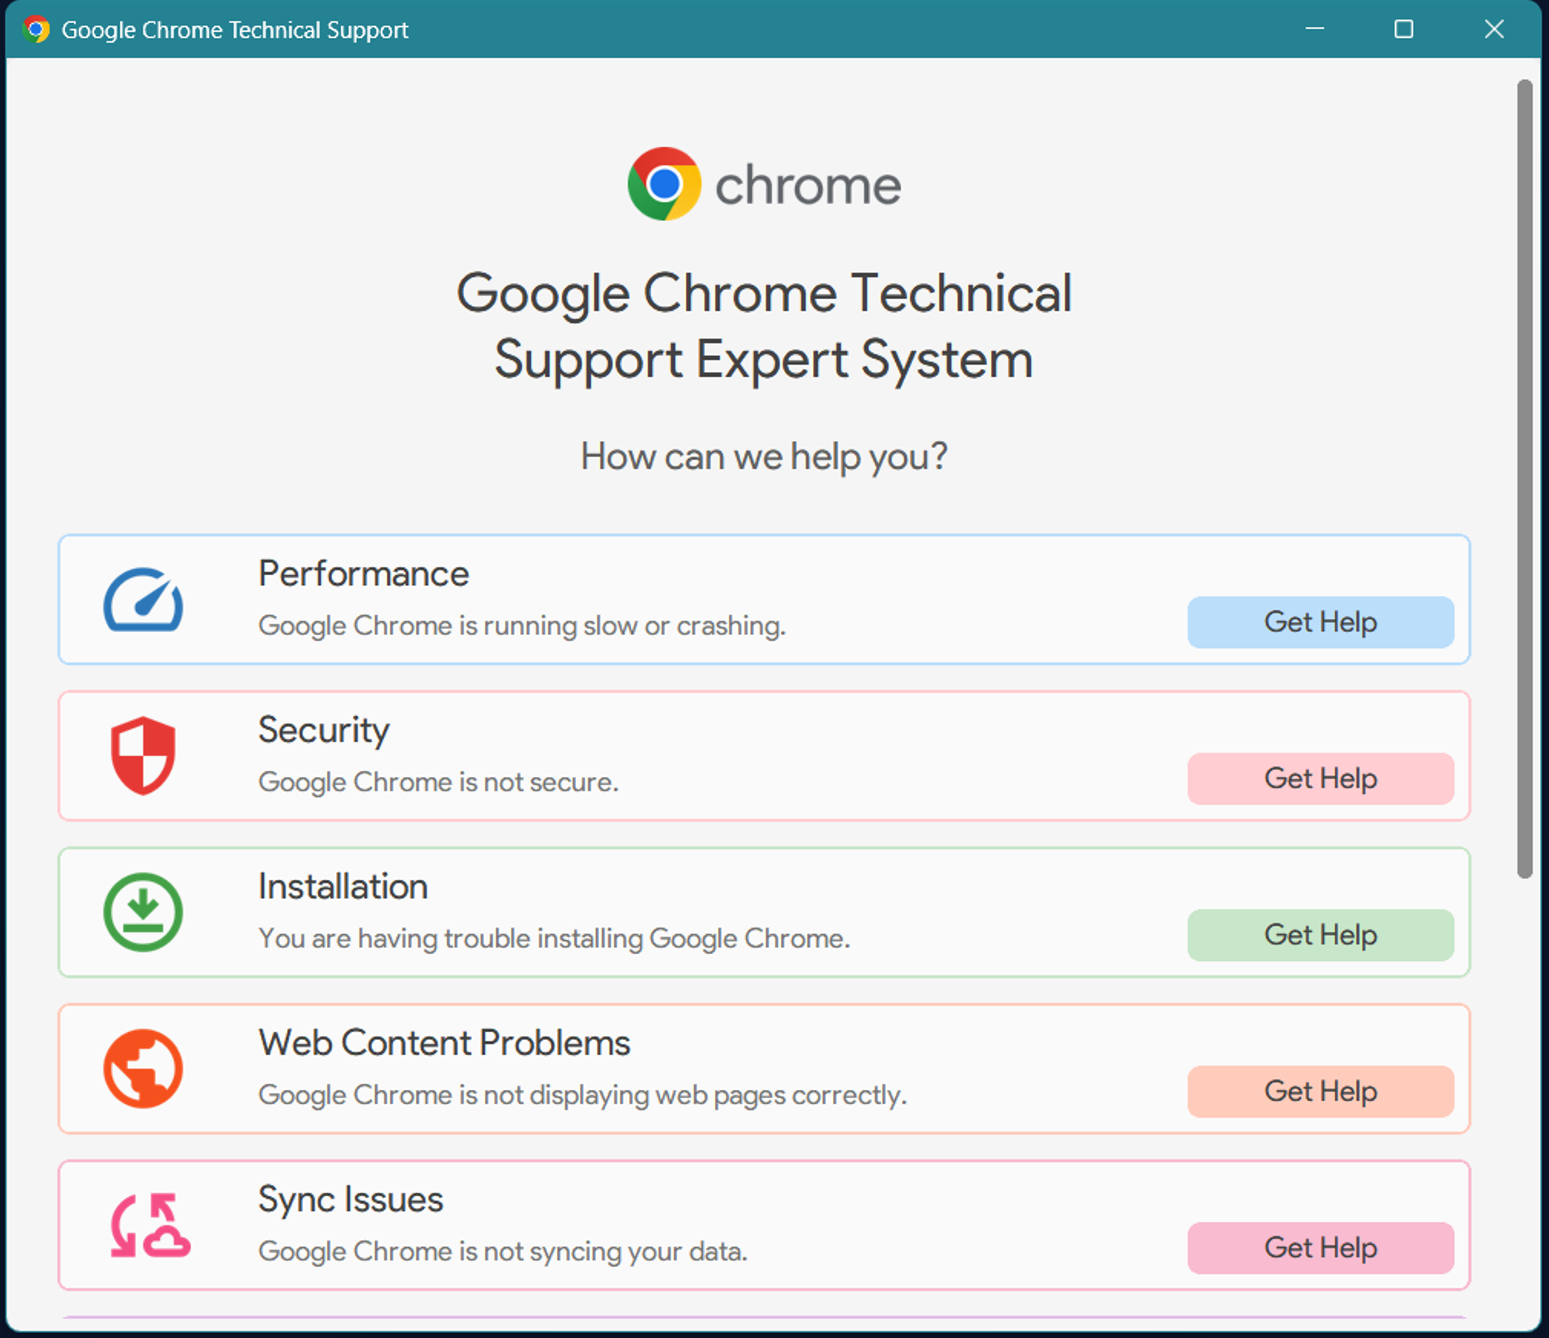 Google Chrome Technical Support
chrome
Google Chrome Technical
Support Expert System
How can we help you?
Performance
Google Chrome is running slow or crashing.
Get Help
Security
Google Chrome is not secure.
Get Help
Installation
You are having trouble installing Google Chrome.
Get Help
Web Content Problems
Google Chrome is not displaying web pages correctly.
Get Help
Sync Issues
Google Chrome is not syncing your data.
Get Help